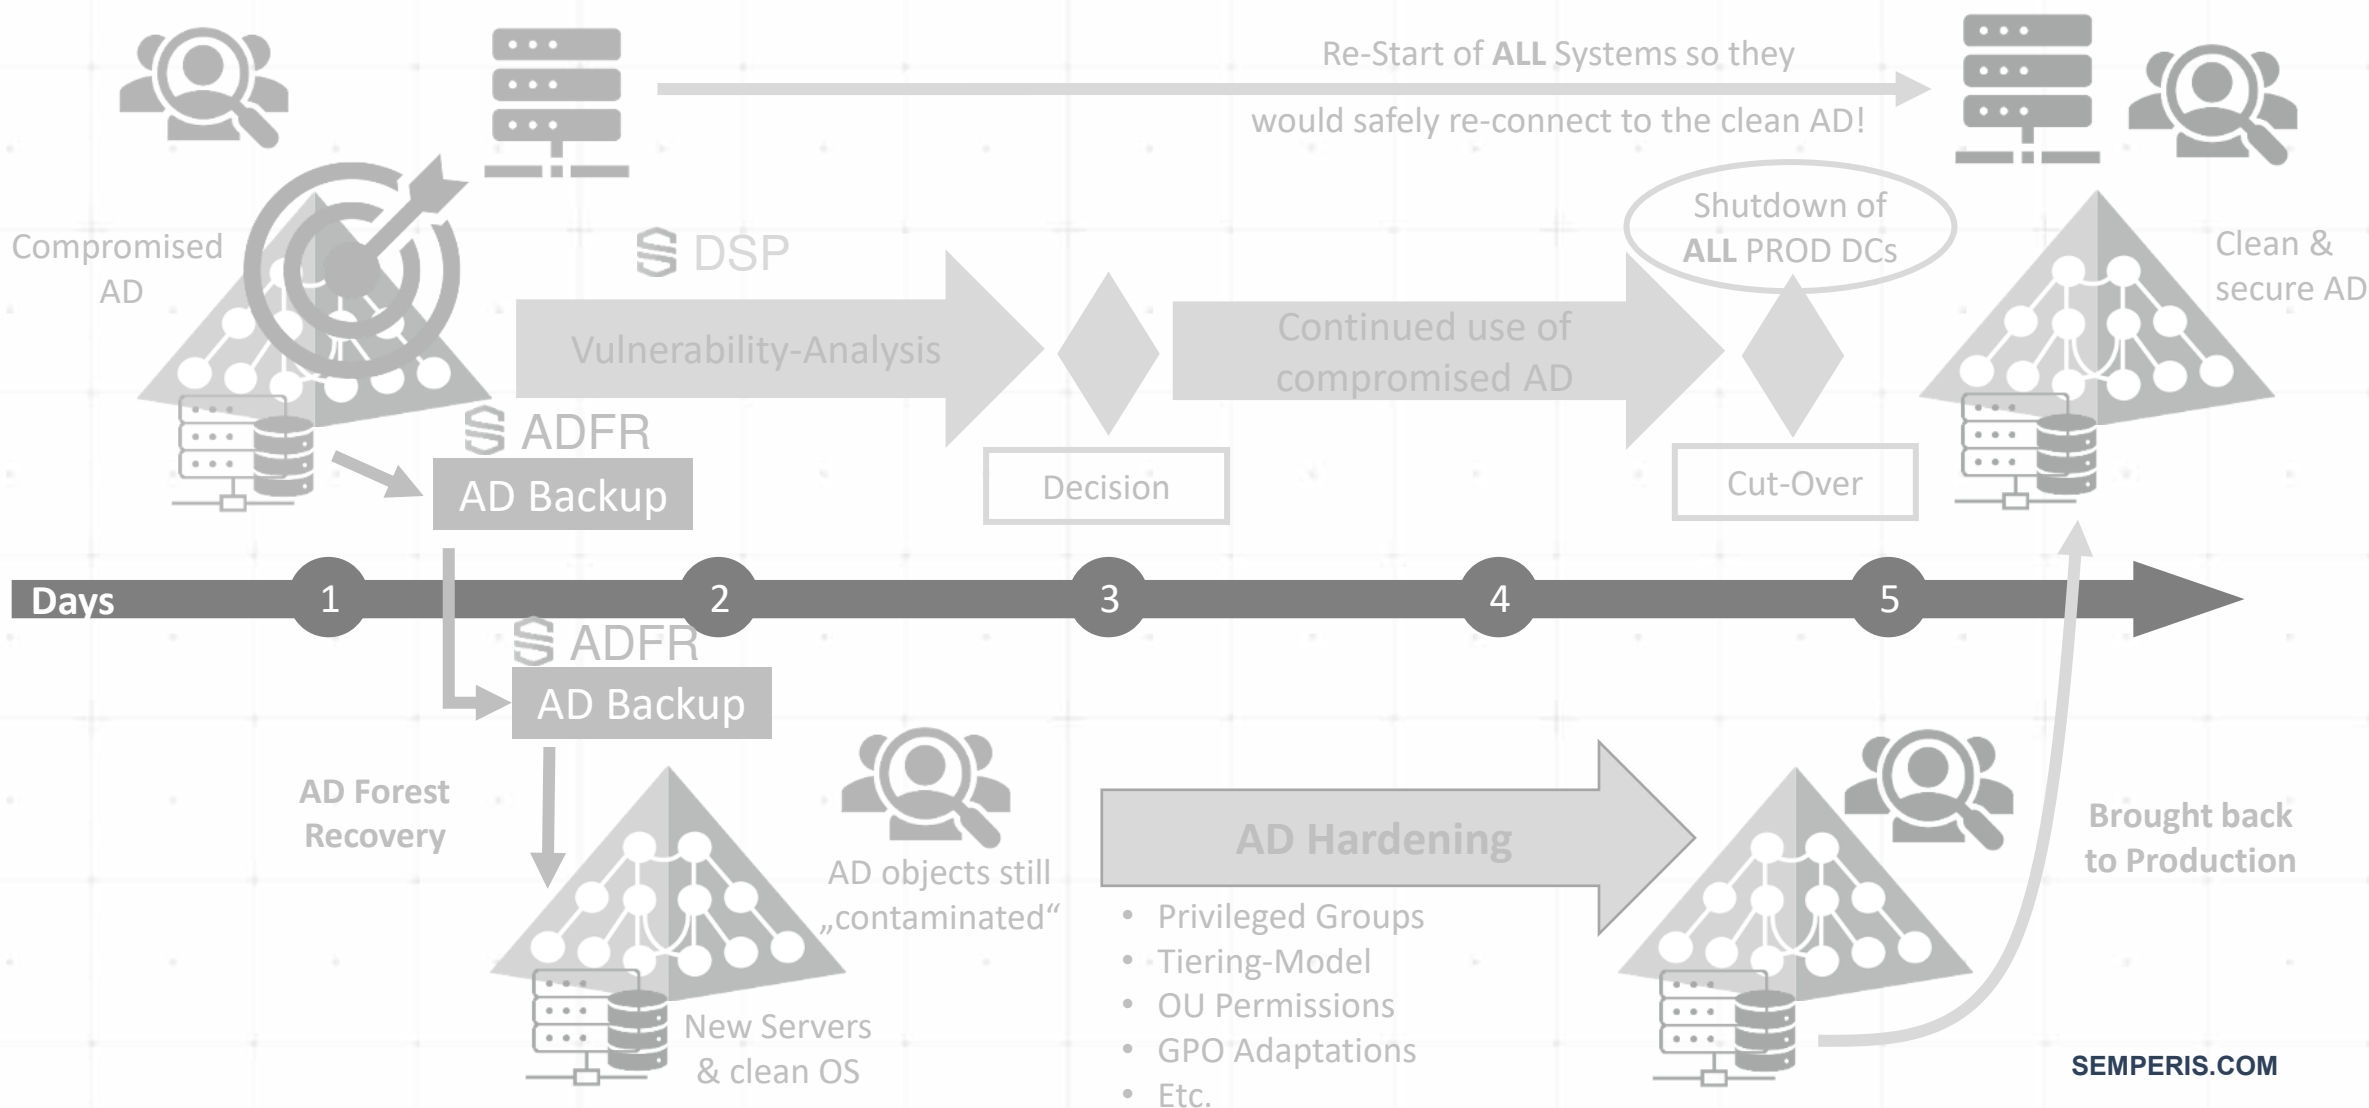 Re-Start of ALL Systems so they
would safely re-connect to the clean AD!
Compromised
AD
DSP
Vulnerability-Analysis
Decision
Continued use of
compromised AD
Shutdown of
ALL PROD DCs
Cut-Over
Clean &
secure AD
ADFR
AD Backup
Days
1
2
3
4
5
ADFR
AD Backup
AD Forest
Recovery
AD objects still
„contaminated“
New Servers
& clean OS
AD Hardening
• Privileged Groups
• Tiering-Model
• OU Permissions
• GPO Adaptations
• Etc.
Brought back
to Production
SEMPERIS.COM